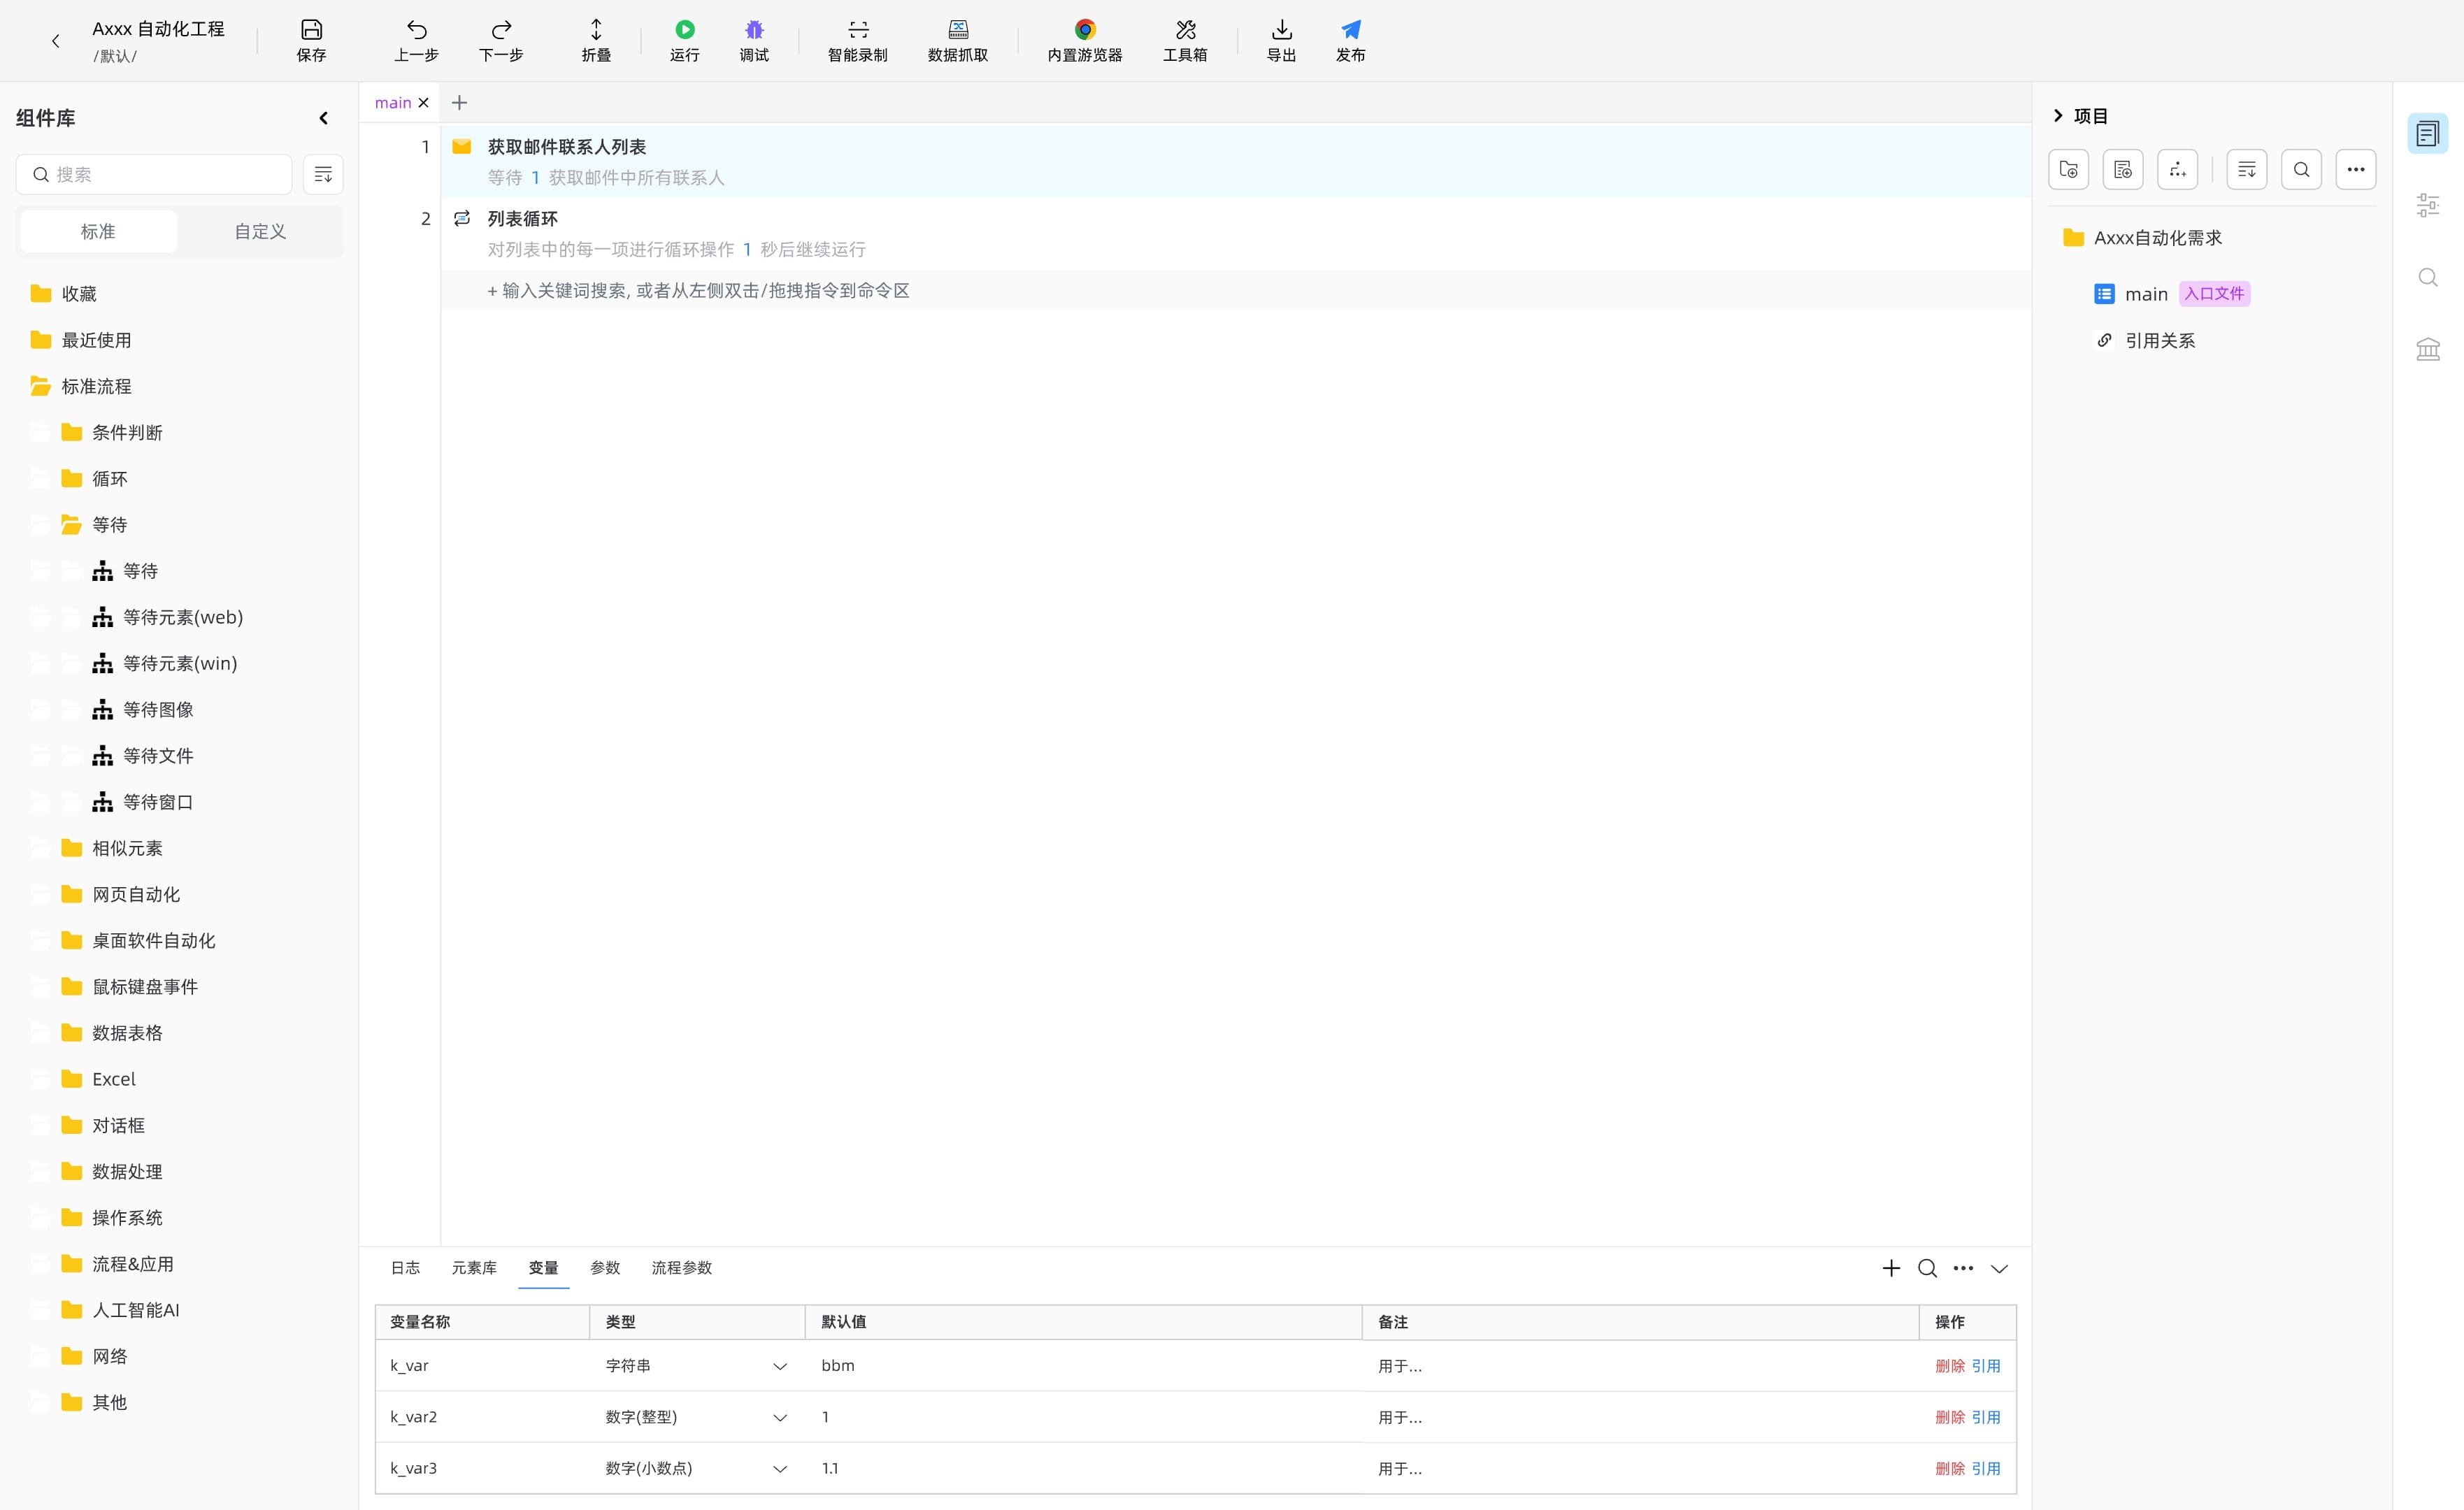 Axxx 自动化工程
/默认/
保存
上一步
下一步
折叠
运行
调试
智能录制
数据抓取
内置游览器
工具箱
导出
发布
组件库
搜索
标准
自定义
收藏
最近使用
标准流程
条件判断
循环
等待
等待
等待元素(web)
等待元素(win)
等待图像
等待文件
等待窗口
相似元素
网页自动化
桌面软件自动化
鼠标键盘事件
数据表格
Excel
对话框
数据处理
操作系统
流程&应用
人工智能AI
网络
其他
main
1 获取邮件联系人列表
等待 1 获取邮件中所有联系人
2 列表循环
对列表中的每一项进行循环操作 1 秒后继续运行
+ 输入关键词搜索, 或者从左侧双击/拖拽指令到命令区
日志 元素库 变量 参数 流程参数
变量名称 类型 默认值 备注 操作
k_var 字符串 bbm 用于... 删除 引用
k_var2 数字(整型) 1 用于... 删除 引用
k_var3 数字(小数点) 1.1 用于... 删除 引用
项目
Axxx自动化需求
main 入口文件
引用关系